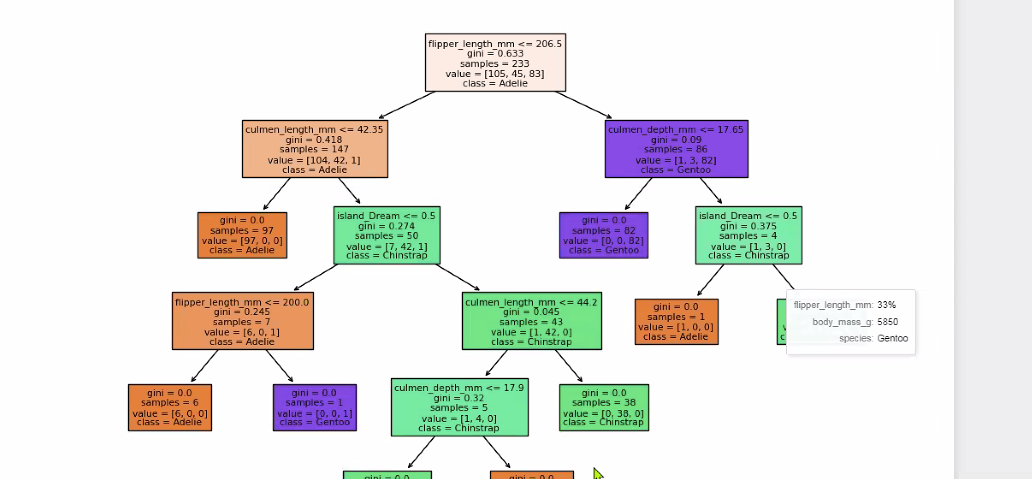 flipper_length_mm <= 206.5
gini = 0.633
samples = 233
value = [105, 45, 83]
class = Adelie
culmen_length_mm <= 42.35
gini = 0.418
samples = 147
value = [104, 42, 1]
class = Adelie
culmen_depth_mm <= 17.65
gini = 0.09
samples = 86
value = [1, 3, 82]
class = Gentoo
gini = 0.0
samples = 97
value = [97, 0, 0]
class = Adelie
island_Dream <= 0.5
gini = 0.274
samples = 50
value = [7, 42, 1]
class = Chinstrap
gini = 0.0
samples = 82
value = [0, 0, 82]
class = Gentoo
island_Dream <= 0.5
gini = 0.375
samples = 4
value = [1, 3, 0]
class = Chinstrap
flipper_length_mm <= 200.0
gini = 0.245
samples = 7
value = [6, 0, 1]
class = Adelie
culmen_length_mm <= 44.2
gini = 0.045
samples = 43
value = [1, 42, 0]
class = Chinstrap
gini = 0.0
samples = 1
value = [1, 0, 0]
class = Adelie
flipper_length_mm: 33%
body_mass_g: 5850
species: Gentoo
gini = 0.0
samples = 6
value = [6, 0, 0]
class = Adelie
gini = 0.0
samples = 1
value = [0, 0, 1]
class = Gentoo
culmen_depth_mm <= 17.9
gini = 0.32
samples = 5
value = [1, 4, 0]
class = Chinstrap
gini = 0.0
samples = 38
value = [0, 38, 0]
class = Chinstrap
gini = 0.0
gini = 0.0